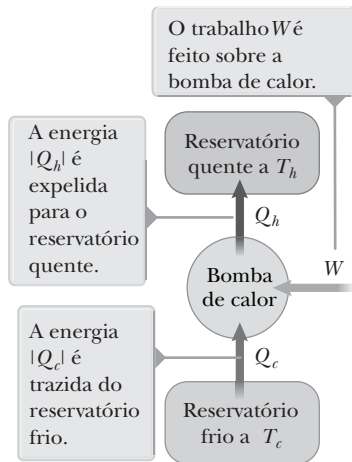 O trabalho W é
feito sobre a
bomba de calor.
A energia
|Qh| é
expelida
para o
reservatório
quente.
Reservatório
quente a Th
Qh
Bomba
de calor
W
A energia
|Qc| é
trazida do
reservatório
frio.
Qc
Reservatório
frio a Tc